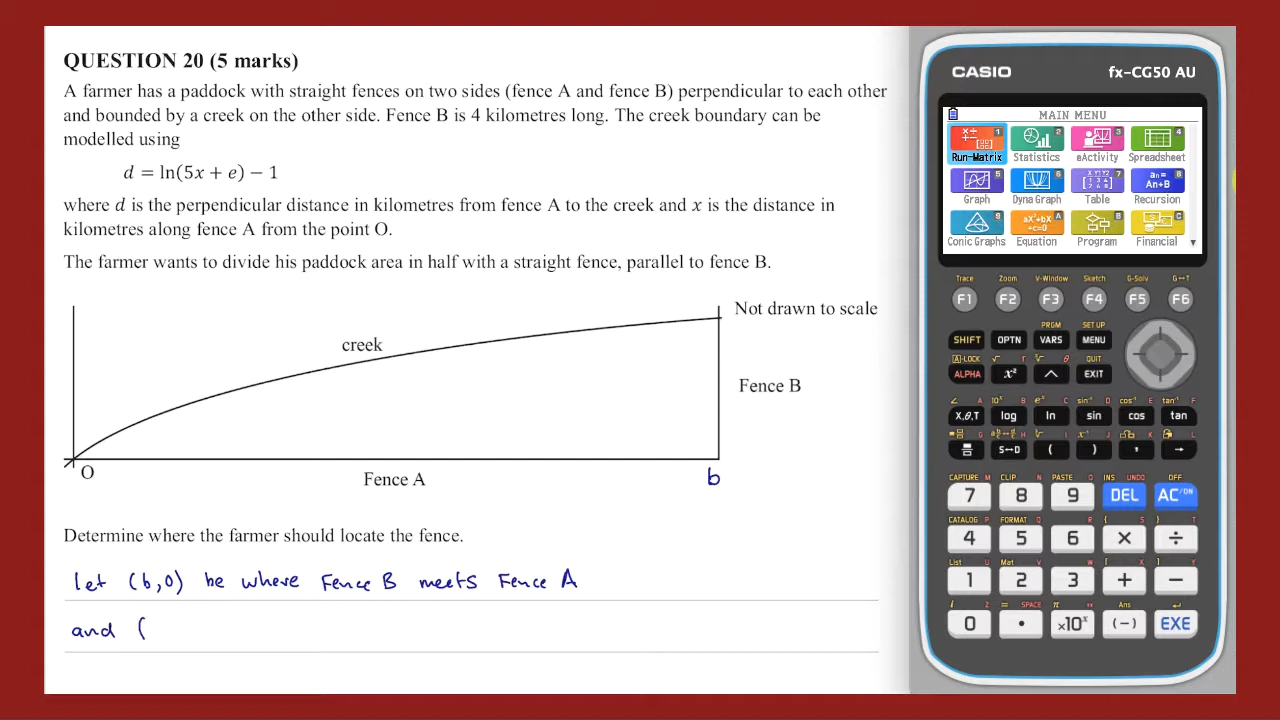 QUESTION 20 (5 marks)
A farmer has a paddock with straight fences on two sides (fence A and fence B) perpendicular to each other
and bounded by a creek on the other side. Fence B is 4 kilometres long. The creek boundary can be
modelled using
d = ln(5x + e) − 1
where d is the perpendicular distance in kilometres from fence A to the creek and x is the distance in
kilometres along fence A from the point O.
The farmer wants to divide his paddock area in half with a straight fence, parallel to fence B.
Not drawn to scale
creek
Fence B
O
Fence A
b
Determine where the farmer should locate the fence.
let (b,0) be where Fence B meets Fence A
and (
CASIO fx-CG50 AU
MAIN MENU
Run-Matrix Statistics eActivity Spreadsheet
Graph Dyna Graph Table Recursion
Conic Graphs Equation Program Financial
Trace Zoom V-Window Sketch G-Solv G↔T
F1 F2 F3 F4 F5 F6
PRGM SET UP
SHIFT OPTN VARS MENU
A-LOCK QUIT
ALPHA x² ^ EXIT
X,θ,T log ln sin cos tan
S↔D ( ) , →
CAPTURE M CLIP N PASTE O INS UNDO OFF
7 8 9 DEL AC/ON
CATALOG P FORMAT Q R { S } T
4 5 6 × ÷
List U Mat V W [ X ] Y
1 2 3 + −
i Z = SPACE π Ans
0 • ×10ˣ (−) EXE